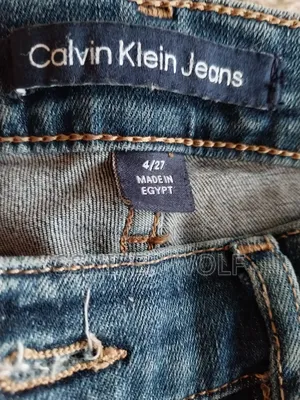 Calvin Klein Jeans
4/27
MADE IN
EGYPT